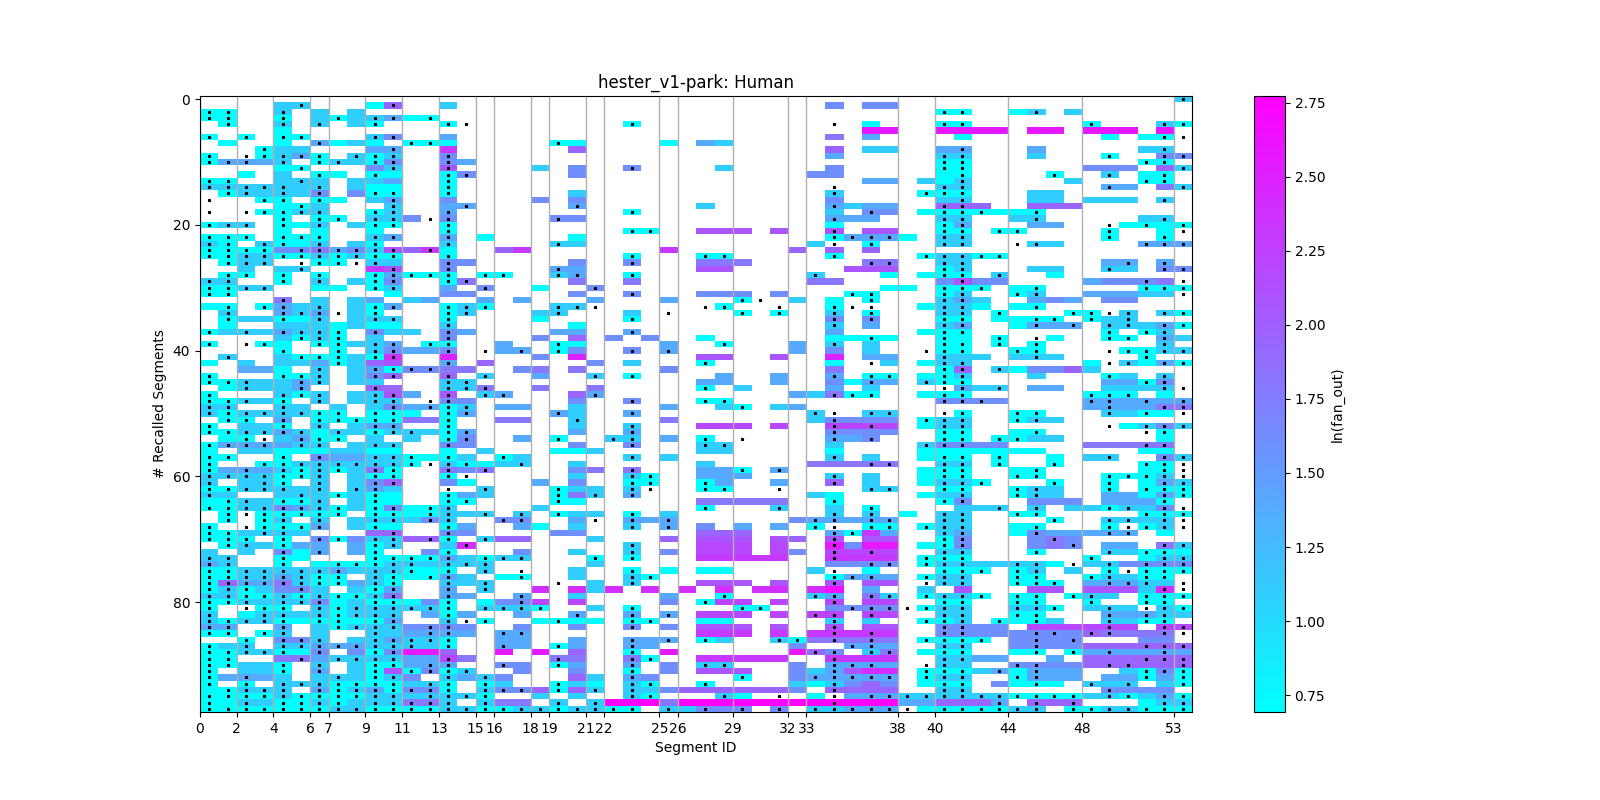 hester_v1-park: Human
0
20
40
60
80
# Recalled Segments
0 2 4 6 7 9 11 13 15 16 18 19 21 22 25 26 29 32 33 38 40 44 48 53
Segment ID
2.75
2.50
2.25
2.00
1.75
1.50
1.25
1.00
0.75
ln(fan_out)